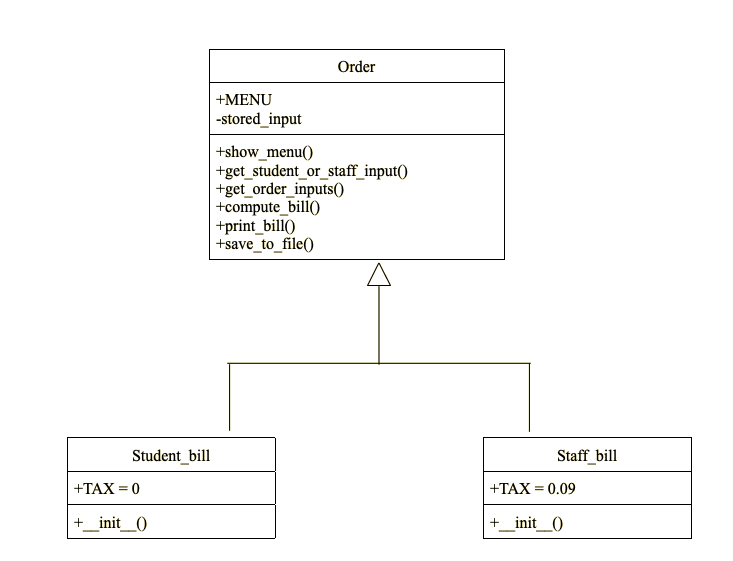 Order
+MENU
-stored_input
+show_menu()
+get_student_or_staff_input()
+get_order_inputs()
+compute_bill()
+print_bill()
+save_to_file()
Student_bill
+TAX = 0
+__init__()
Staff_bill
+TAX = 0.09
+__init__()